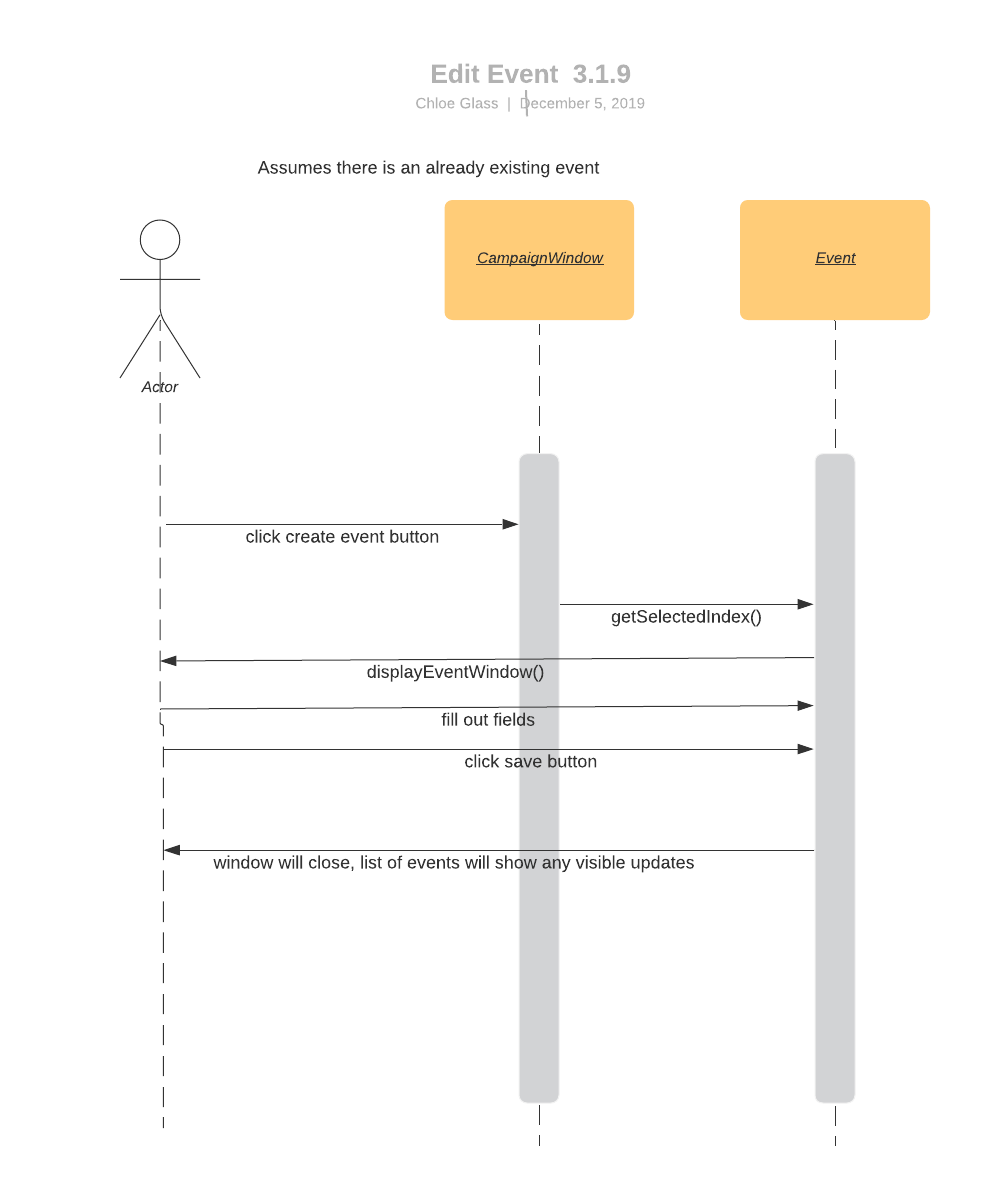 Edit Event 3.1.9
Chloe Glass | December 5, 2019
Assumes there is an already existing event
CampaignWindow
Event
Actor
click create event button
getSelectedIndex()
displayEventWindow()
fill out fields
click save button
window will close, list of events will show any visible updates